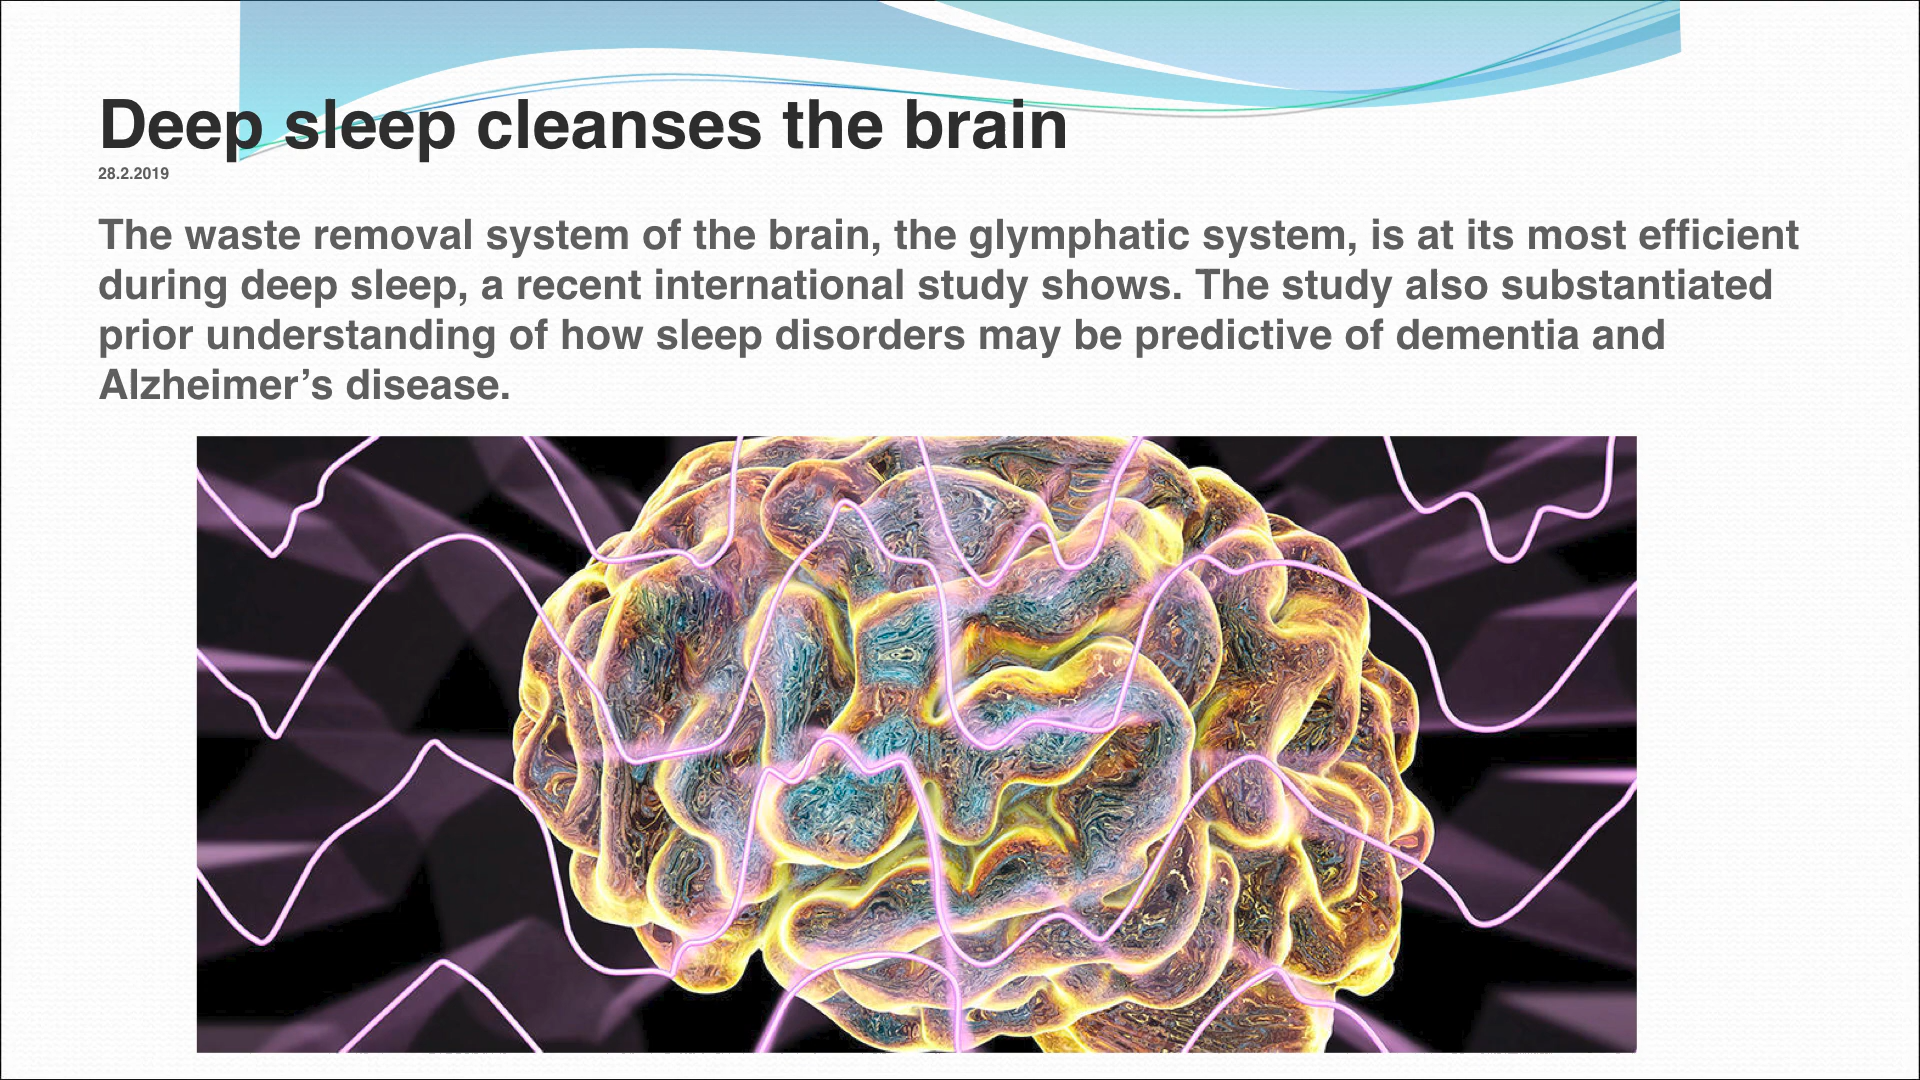 Deep sleep cleanses the brain
28.2.2019
The waste removal system of the brain, the glymphatic system, is at its most efficient
during deep sleep, a recent international study shows. The study also substantiated
prior understanding of how sleep disorders may be predictive of dementia and
Alzheimer’s disease.